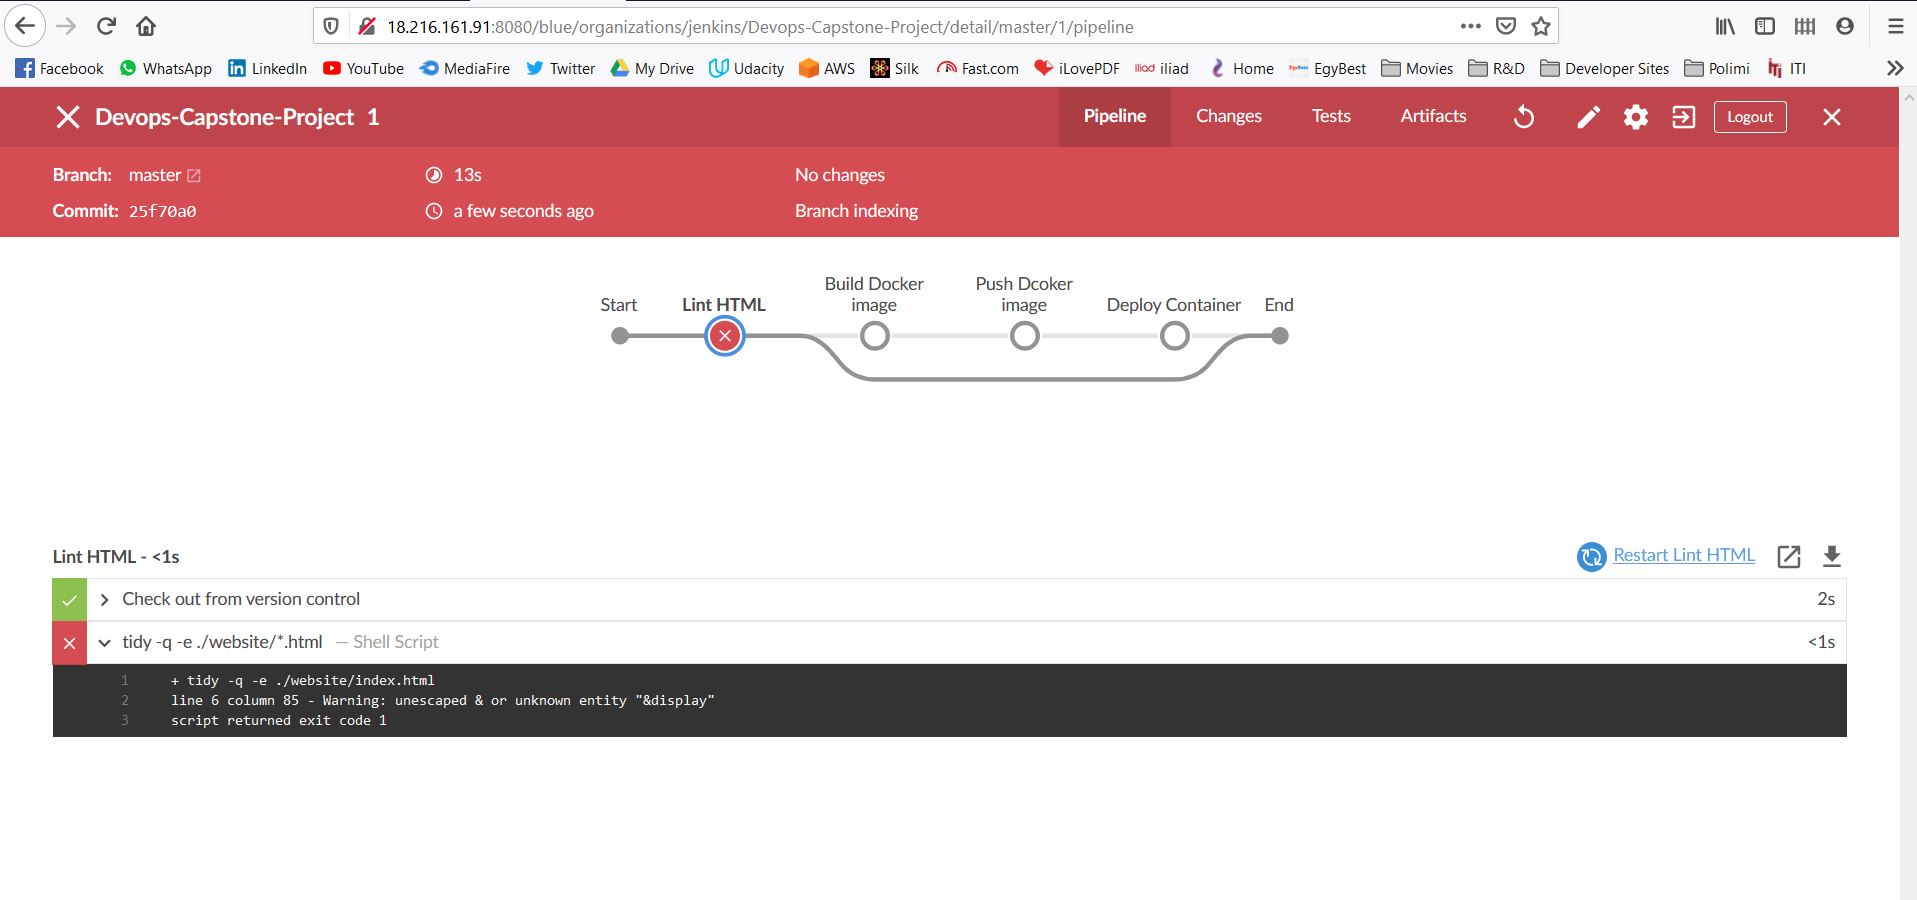 18.216.161.91:8080/blue/organizations/jenkins/Devops-Capstone-Project/detail/master/1/pipeline
Facebook WhatsApp LinkedIn YouTube MediaFire Twitter My Drive Udacity AWS Silk Fast.com iLovePDF iliad iliad Home EgyBest EgyBest Movies R&D Developer Sites Polimi ITI
Devops-Capstone-Project 1 Pipeline Changes Tests Artifacts Logout
Branch: master 13s No changes
Commit: 25f70a0 a few seconds ago Branch indexing
Start Lint HTML Build Docker image Push Dcoker image Deploy Container End
Lint HTML - <1s Restart Lint HTML
Check out from version control 2s
tidy -q -e ./website/*.html — Shell Script <1s
1 + tidy -q -e ./website/index.html
2 line 6 column 85 - Warning: unescaped & or unknown entity "&display"
3 script returned exit code 1